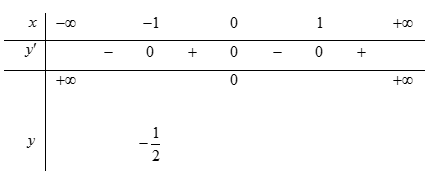 x −∞ −1 0 1 +∞
y' − 0 + 0 − 0 +
+∞ 0 +∞
y −1/2